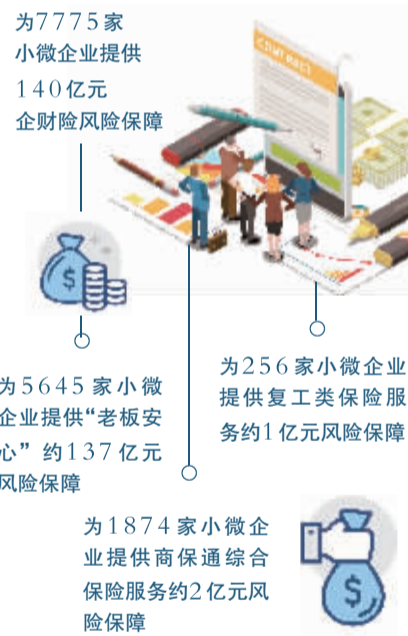 为7775家
小微企业提供
140亿元
企财险风险保障
CONTRACT
$
为5645家小微
企业提供“老板安
心”约137亿元
风险保障
为256家小微企业
提供复工类保险服
务约1亿元风险保障
为1874家小微企
业提供商保通综合
保险服务约2亿元风
险保障
$